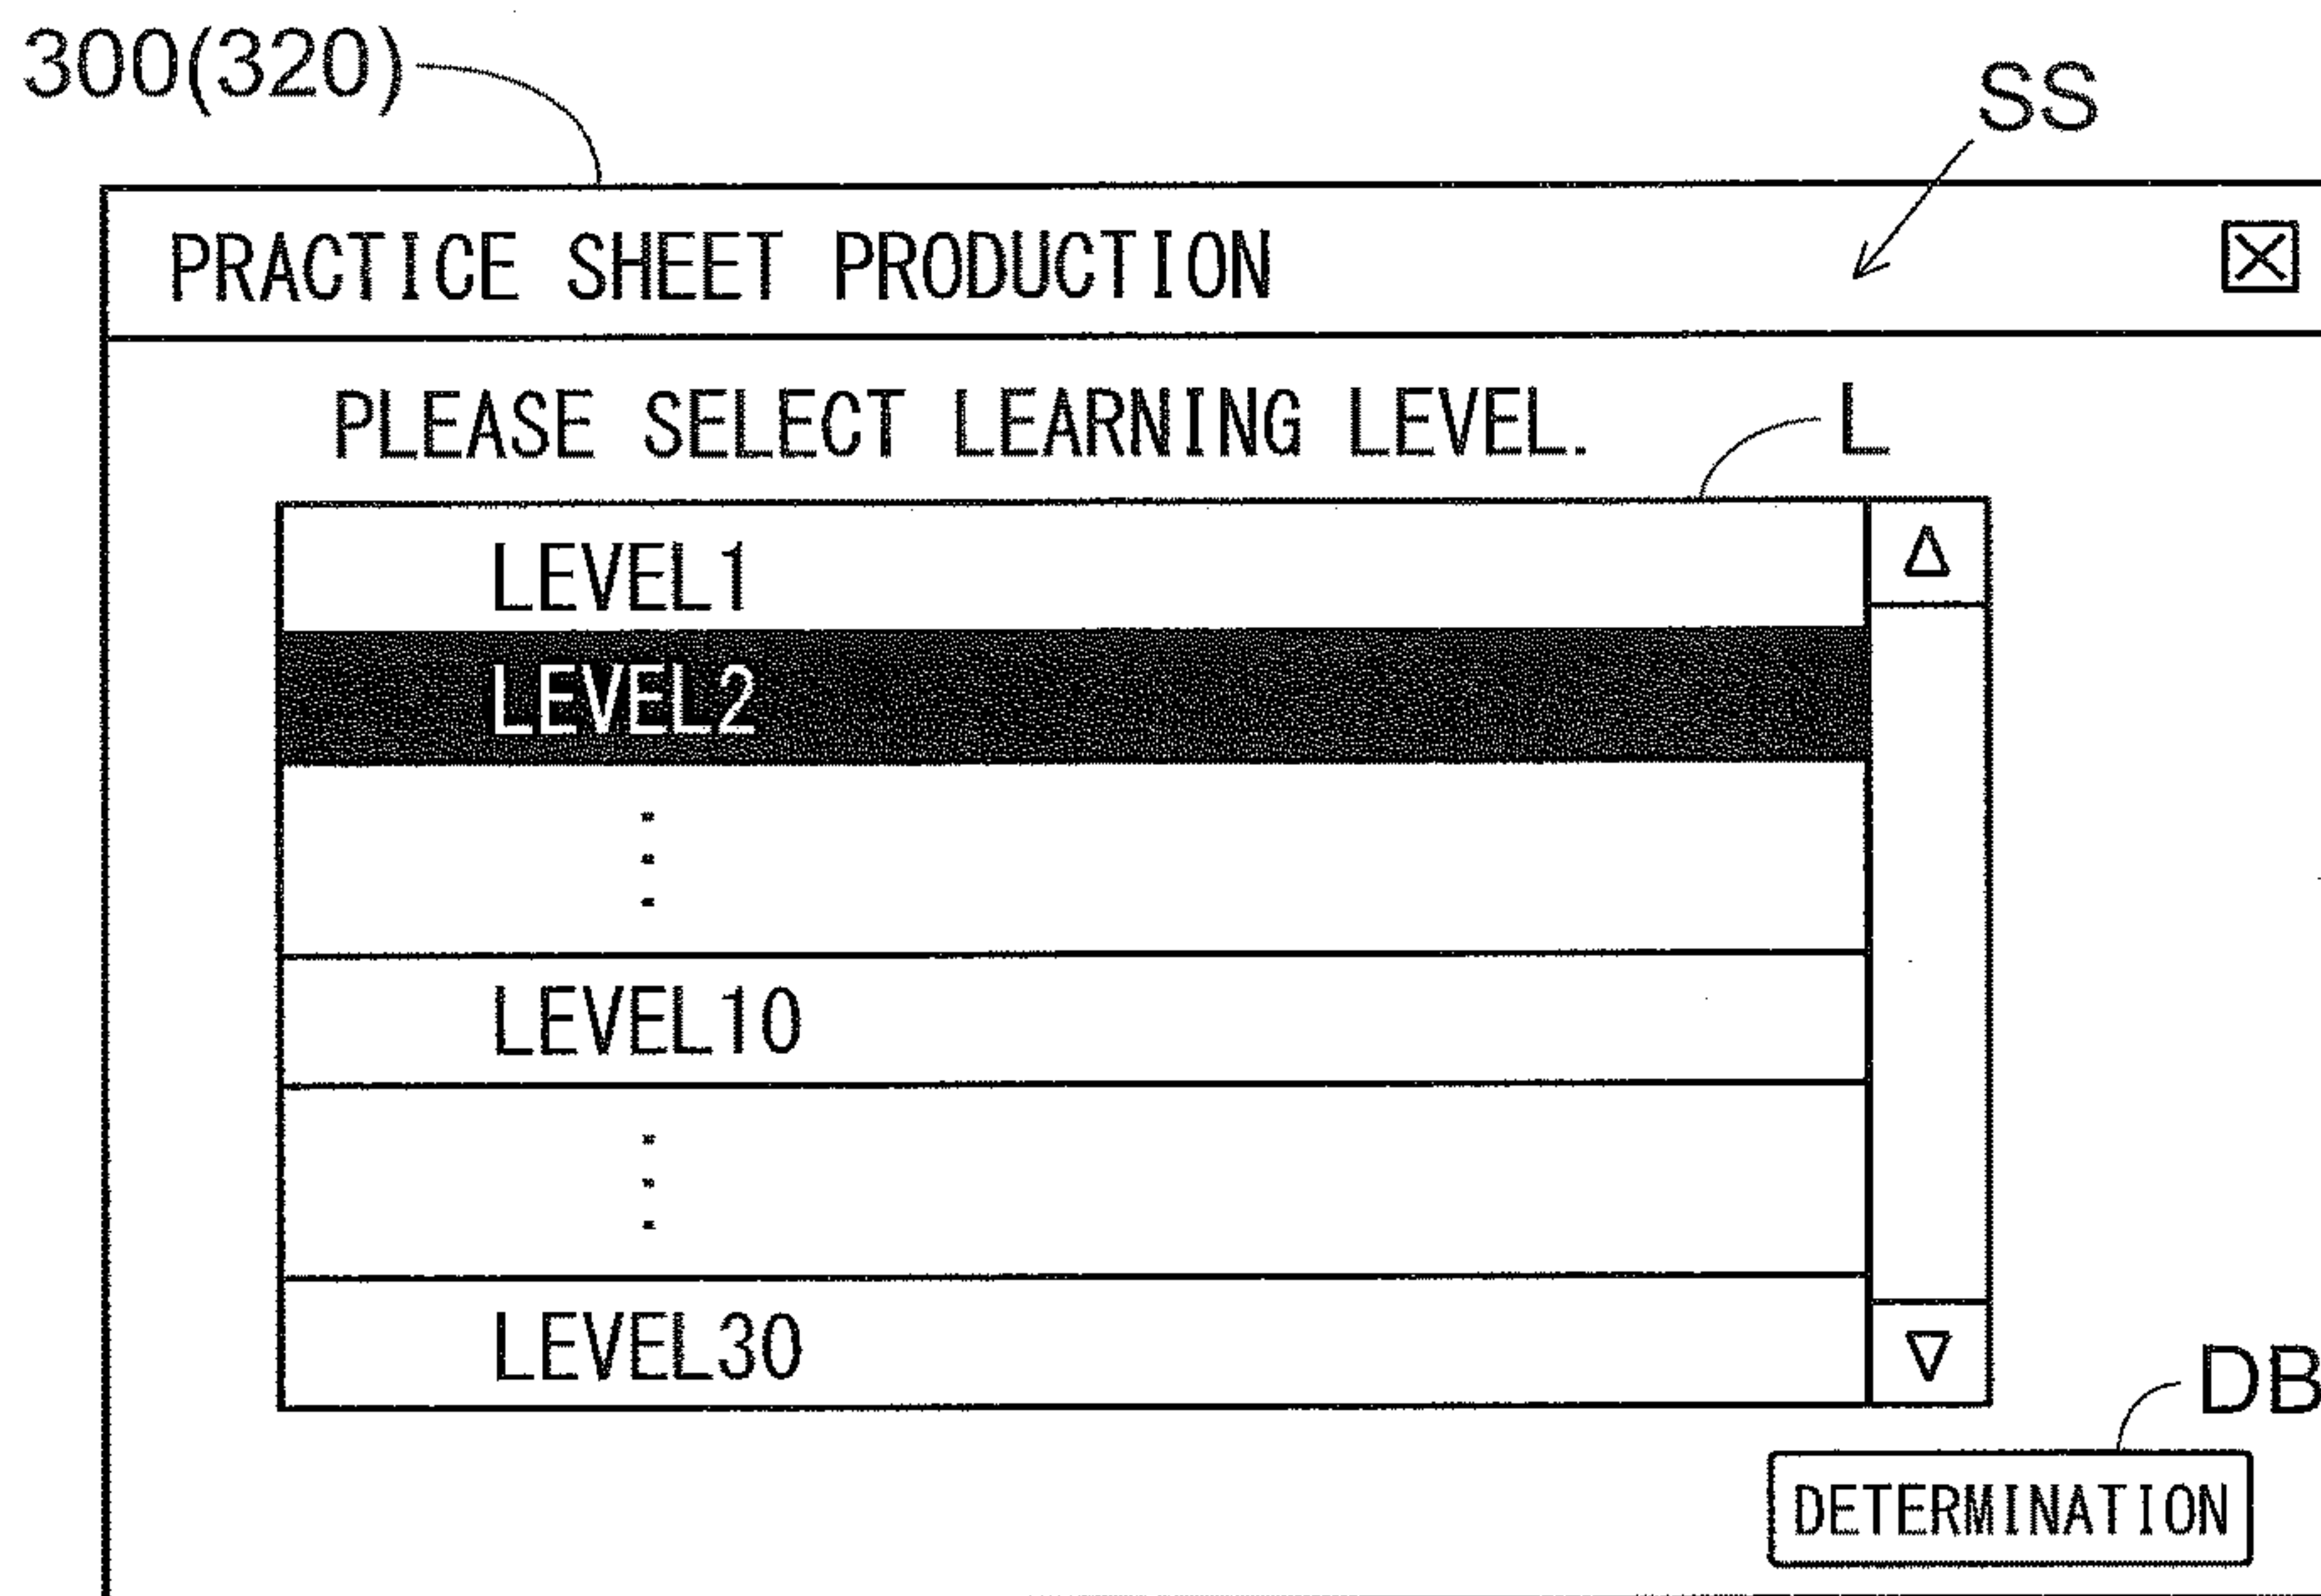 300(320)
SS
PRACTICE SHEET PRODUCTION
PLEASE SELECT LEARNING LEVEL.
L
LEVEL1
LEVEL2
LEVEL10
LEVEL30
DB
DETERMINATION